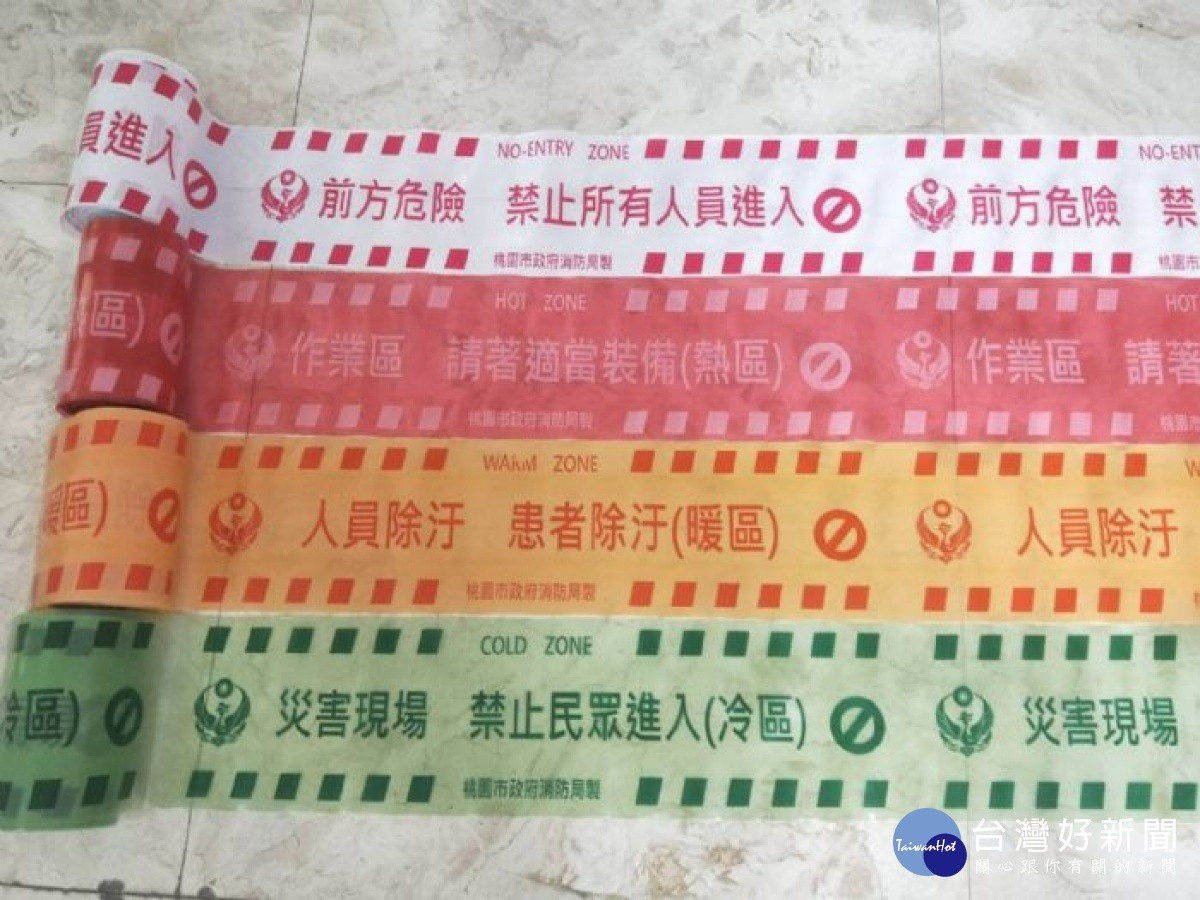 員進入
NO-ENTRY ZONE
NO-ENT
前方危險 禁止所有人員進入
前方危險 禁
桃園市政府消防局製
桃園市
區)
HOT ZONE
HOT
作業區 請著適當裝備(熱區)
作業區 請著
桃園市政府消防局製
桃園市
暖區)
WARM ZONE
W
人員除汙 患者除汙(暖區)
人員除汙
桃園市政府消防局製
冷區)
COLD ZONE
災害現場 禁止民眾進入(冷區)
災害現場
桃園市政府消防局製
TaiwanHot
台灣好新聞
關心跟你有關的新聞